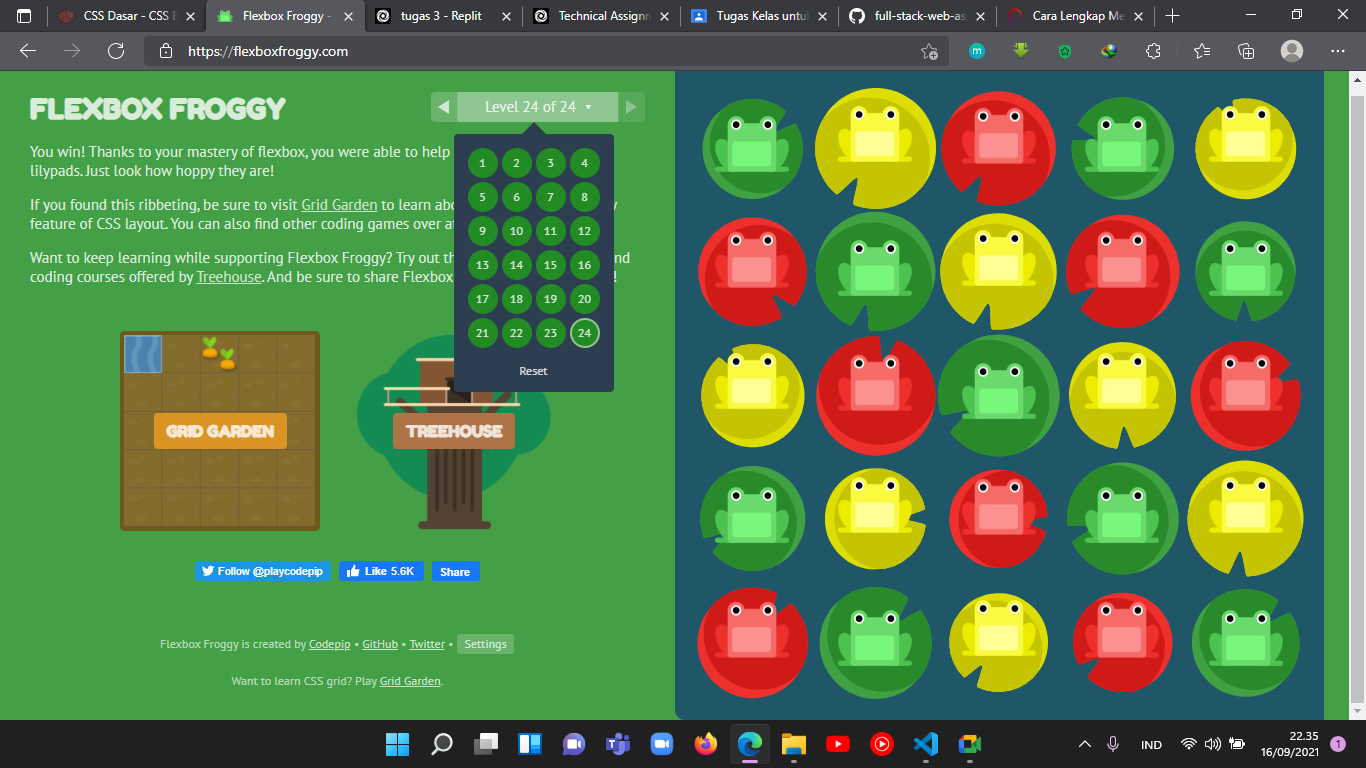 CSS Dasar - CSS B
Flexbox Froggy -
tugas 3 - Replit
Technical Assignm
Tugas Kelas untu
full-stack-web-as
Cara Lengkap Me
https://flexboxfroggy.com
FLEXBOX FROGGY
Level 24 of 24
You win! Thanks to your mastery of flexbox, you were able to help
lilypads. Just look how hoppy they are!
If you found this ribbeting, be sure to visit Grid Garden to learn abo
feature of CSS layout. You can also find other coding games over at
Want to keep learning while supporting Flexbox Froggy? Try out th
nd
coding courses offered by Treehouse. And be sure to share Flexbox
!
1 2 3 4
5 6 7 8
9 10 11 12
13 14 15 16
17 18 19 20
21 22 23 24
Reset
GRID GARDEN
TREEHOUSE
Follow @playcodepip
Like 5.6K
Share
Flexbox Froggy is created by Codepip • GitHub • Twitter • Settings
Want to learn CSS grid? Play Grid Garden.
IND
22.35
16/09/2021
1